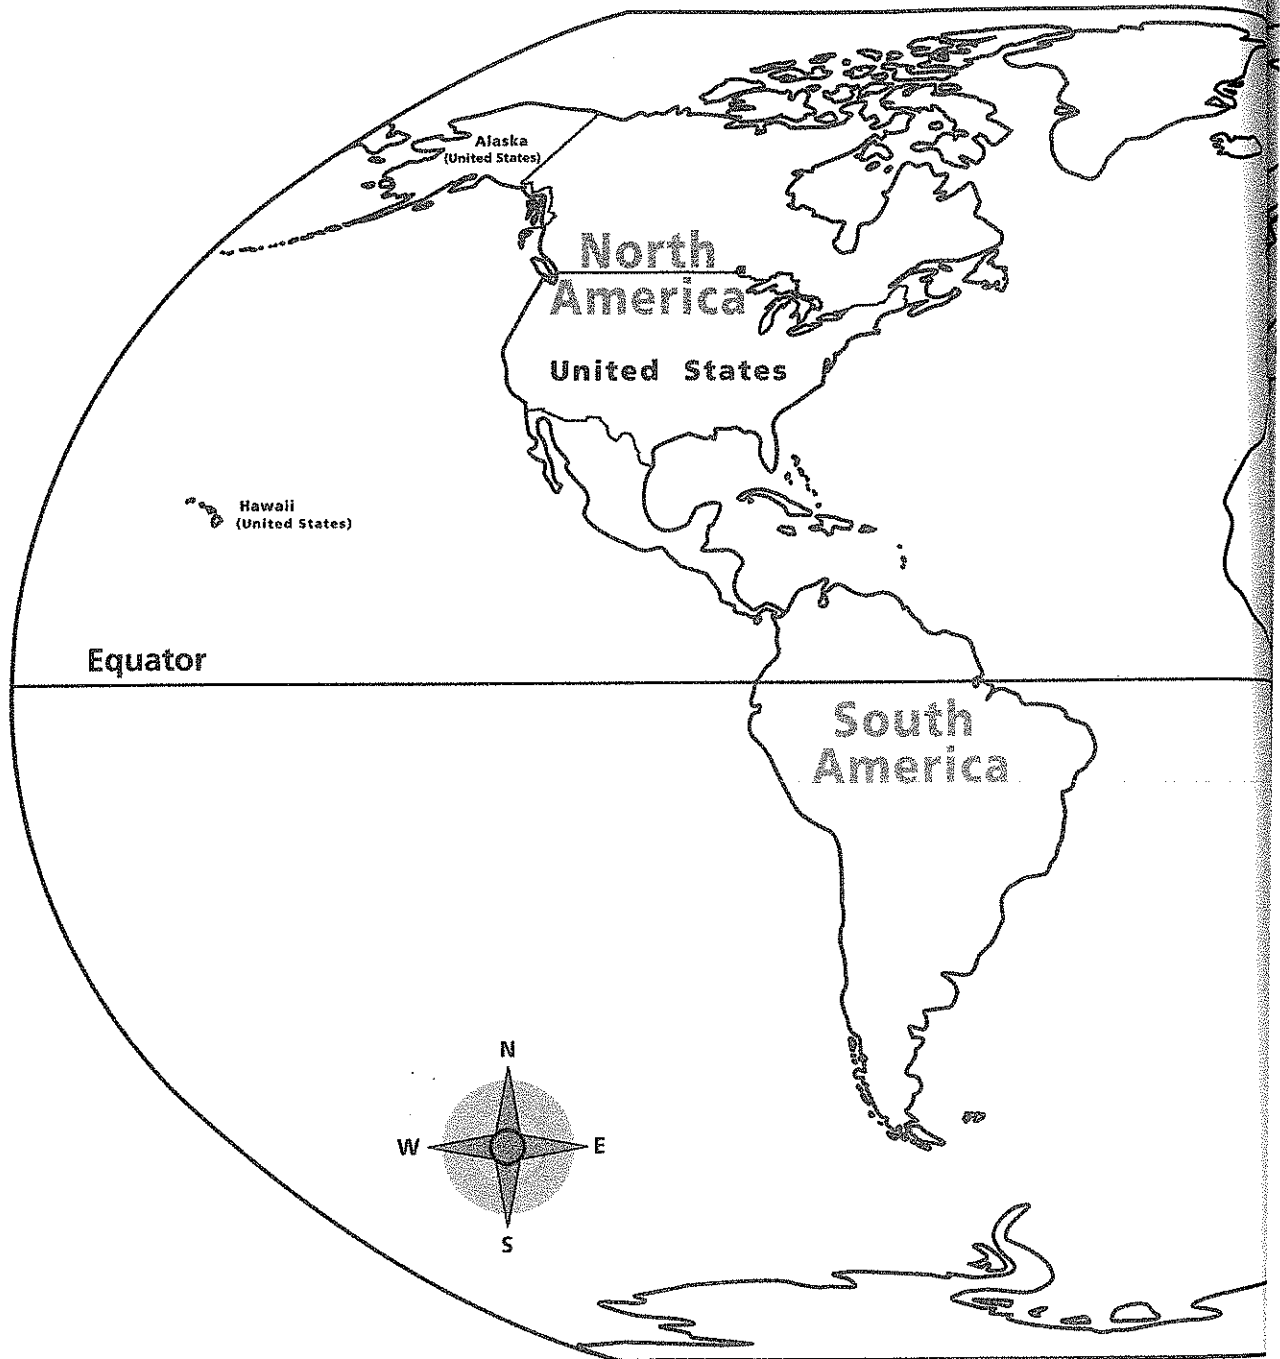 Alaska
(United States)
North
America
United States
Hawaii
(United States)
Equator
South
America
N
W
E
S